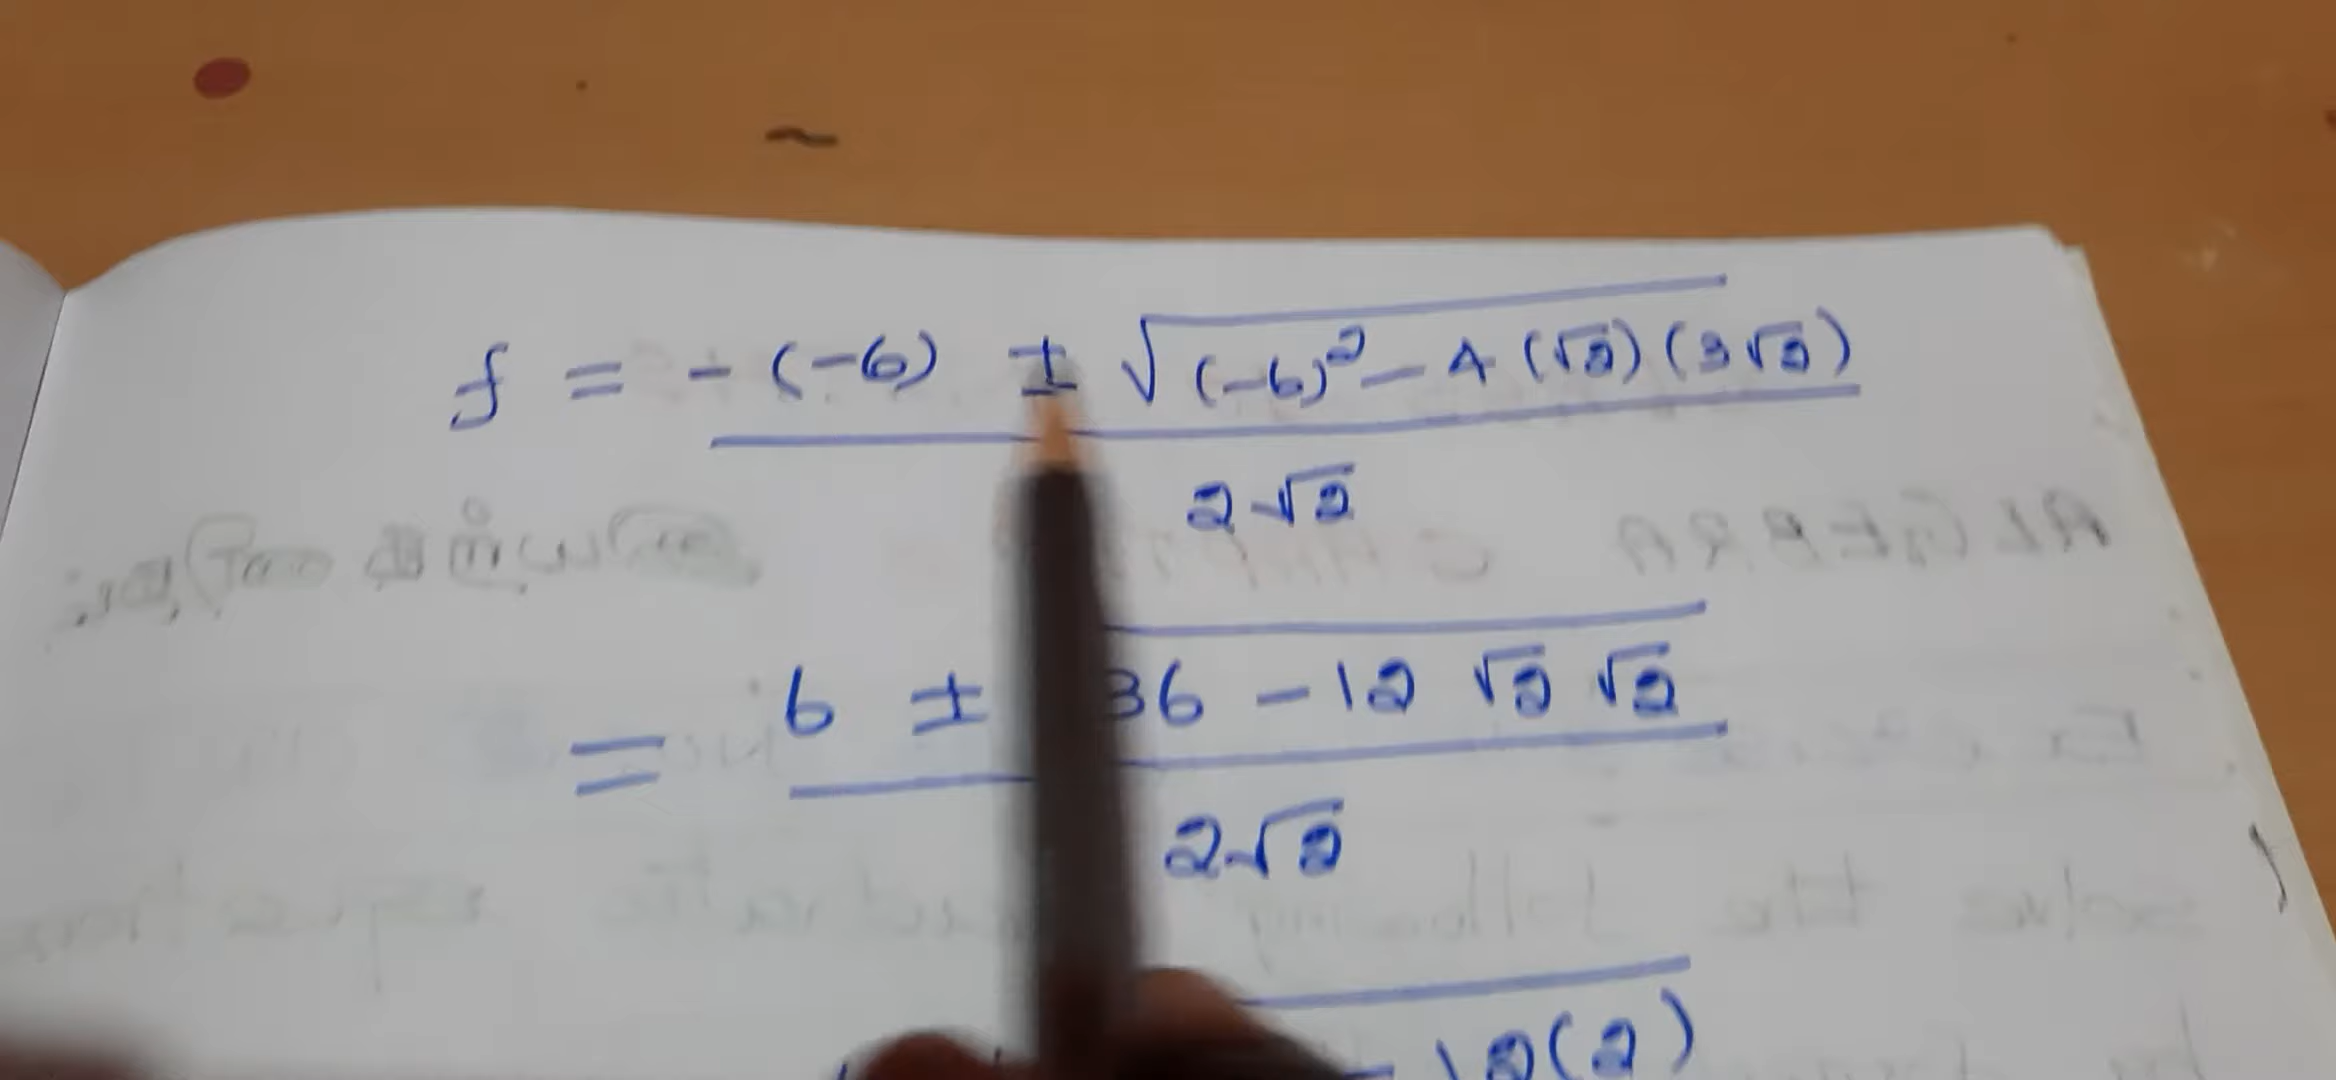 f = -(-6) ± √((-6)² - 4 (√2) (3√2))
2√2
= 6 ± 36 - 12 √2 √2
2√2
- 12(2)